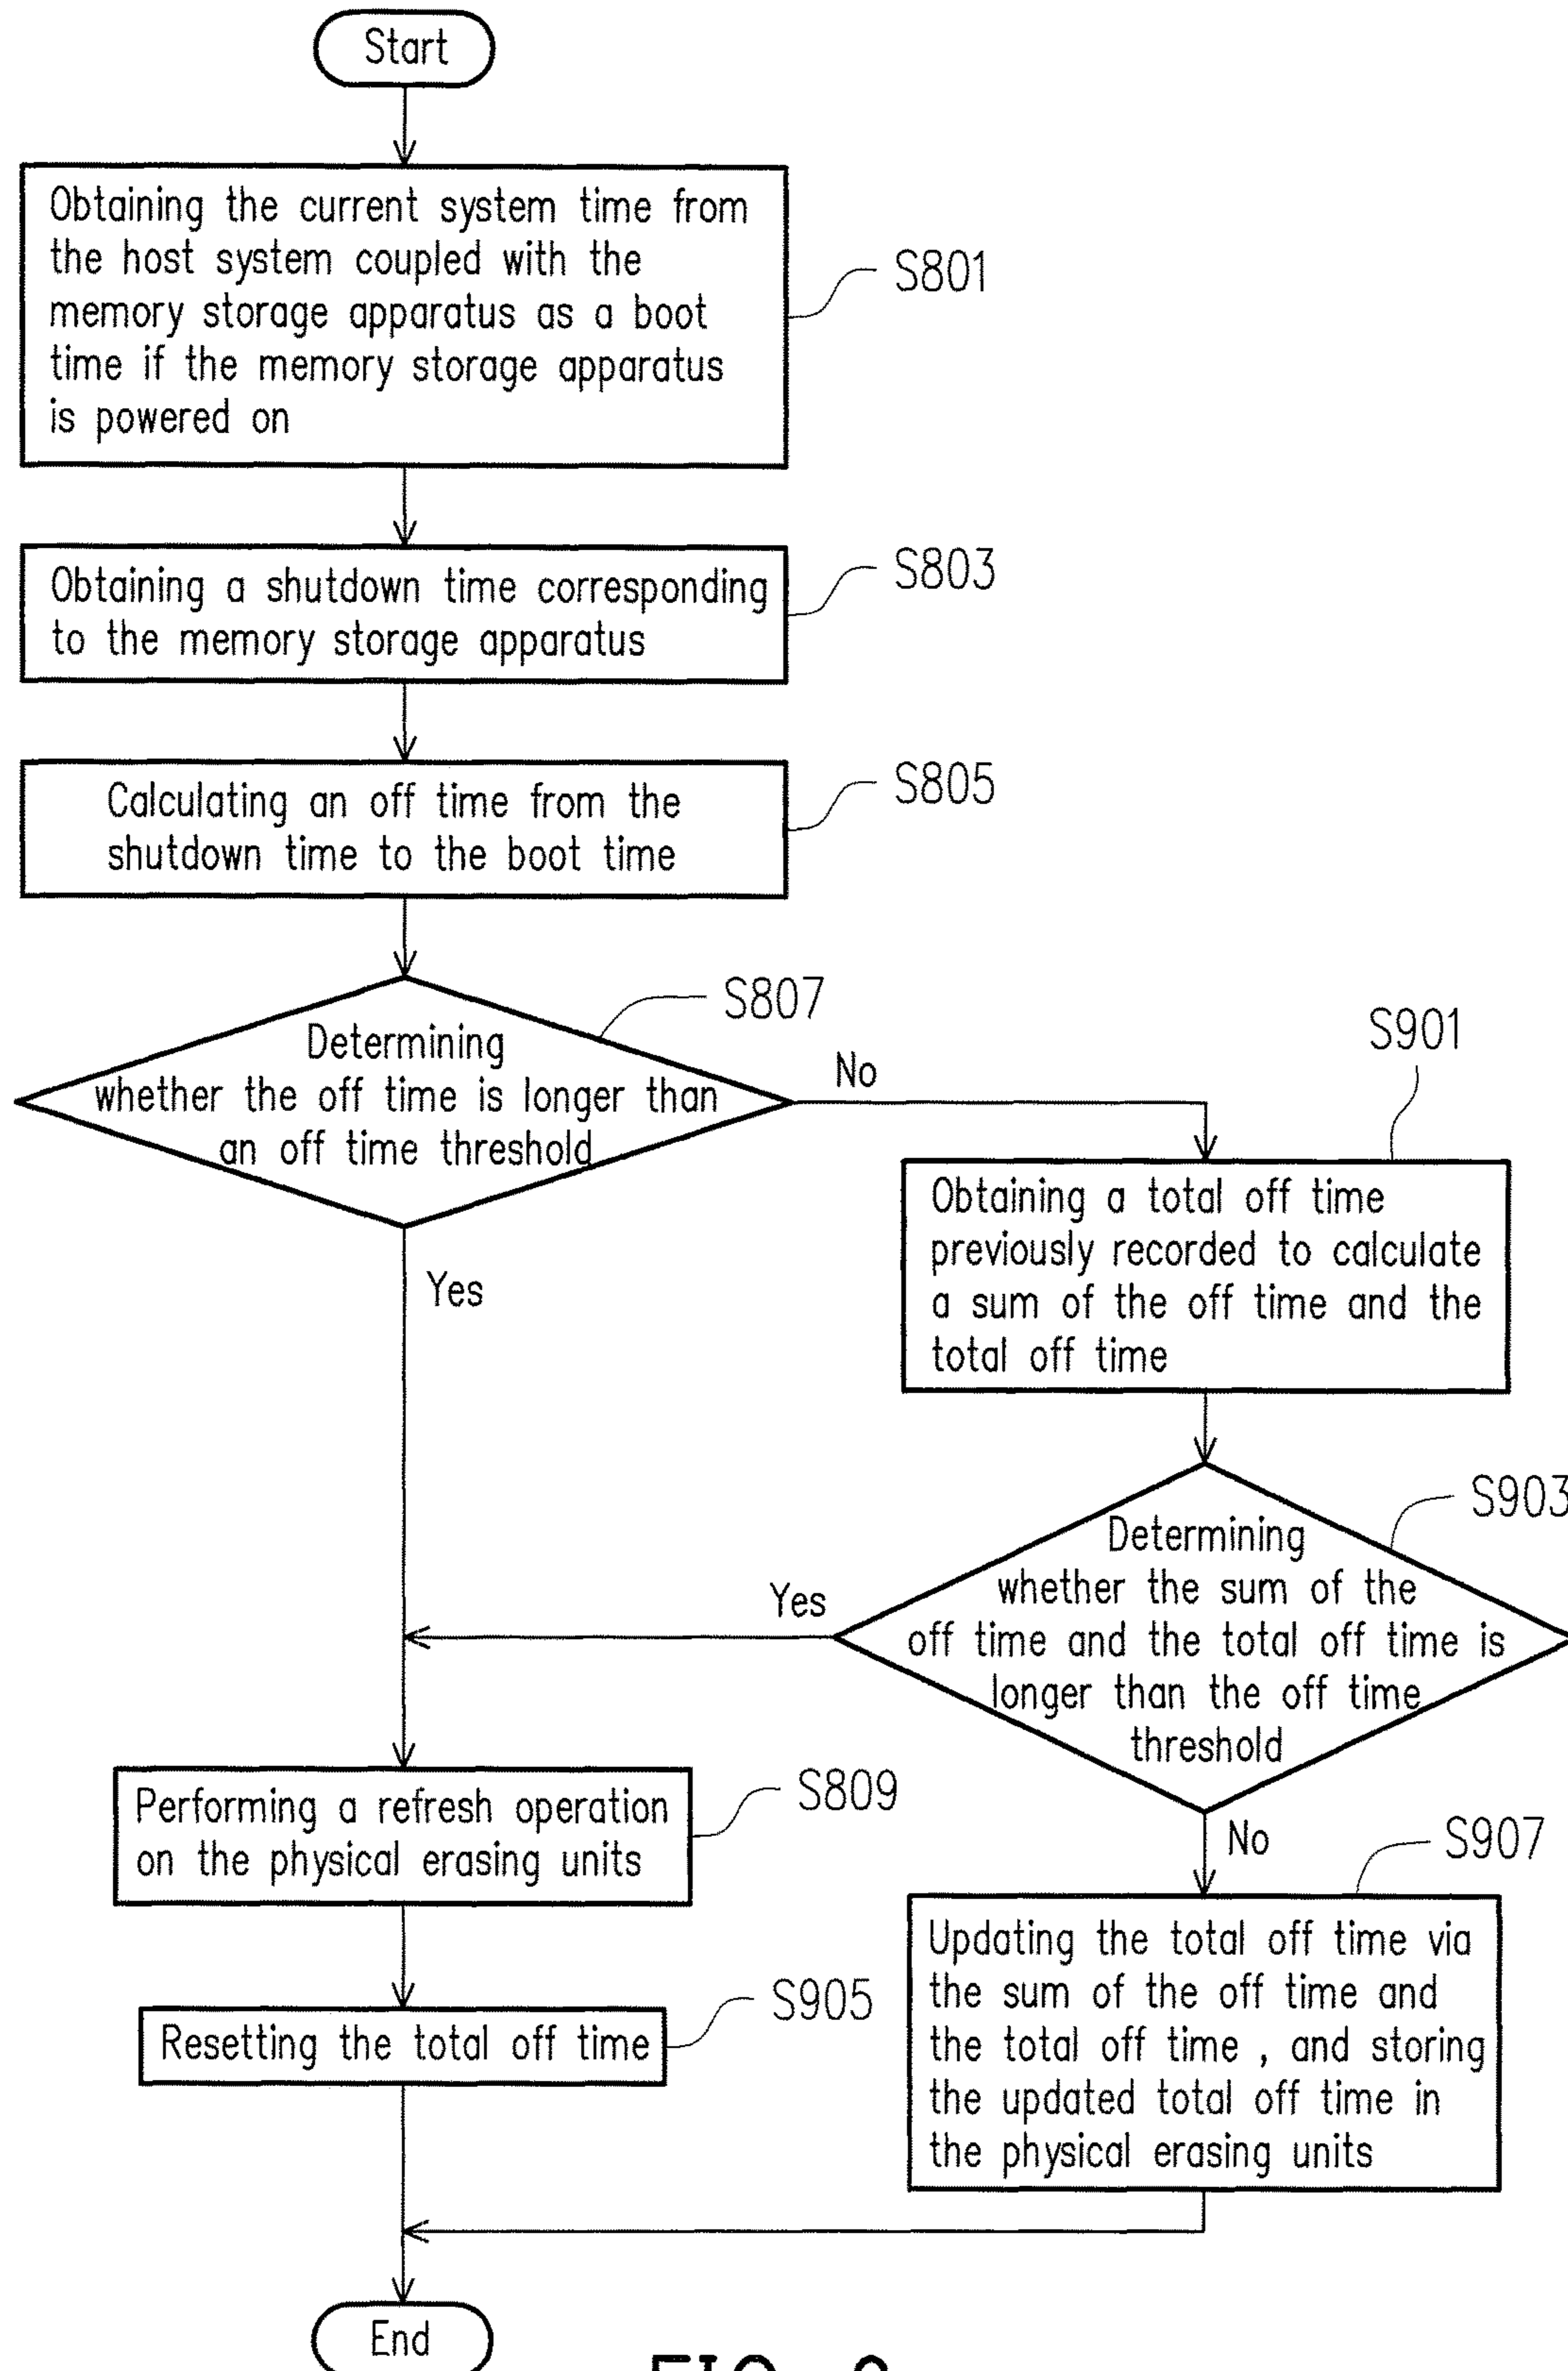 Start
Obtaining the current system time from
the host system coupled with the
memory storage apparatus as a boot
time if the memory storage apparatus
is powered on
S801
Obtaining a shutdown time corresponding
to the memory storage apparatus
S803
Calculating an off time from the
shutdown time to the boot time
S805
Determining
whether the off time is longer than
an off time threshold
S807
No
Yes
S901
Obtaining a total off time
previously recorded to calculate
a sum of the off time and the
total off time
S903
Determining
whether the sum of the
off time and the total off time is
longer than the off time
threshold
Yes
No
Performing a refresh operation
on the physical erasing units
S809
S907
Updating the total off time via
the sum of the off time and
the total off time , and storing
the updated total off time in
the physical erasing units
Resetting the total off time
S905
End
FIG.